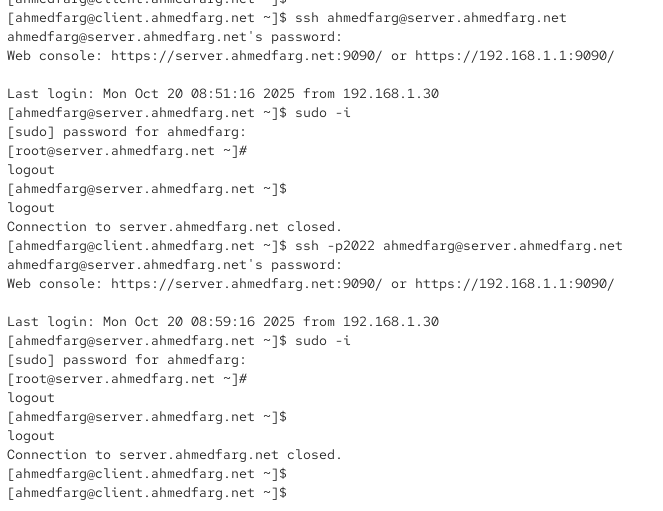 [ahmedfarg@client.ahmedfarg.net ~]$
[ahmedfarg@client.ahmedfarg.net ~]$ ssh ahmedfarg@server.ahmedfarg.net
ahmedfarg@server.ahmedfarg.net's password:
Web console: https://server.ahmedfarg.net:9090/ or https://192.168.1.1:9090/

Last login: Mon Oct 20 08:51:16 2025 from 192.168.1.30
[ahmedfarg@server.ahmedfarg.net ~]$ sudo -i
[sudo] password for ahmedfarg:
[root@server.ahmedfarg.net ~]#
logout
[ahmedfarg@server.ahmedfarg.net ~]$
logout
Connection to server.ahmedfarg.net closed.
[ahmedfarg@client.ahmedfarg.net ~]$ ssh -p2022 ahmedfarg@server.ahmedfarg.net
ahmedfarg@server.ahmedfarg.net's password:
Web console: https://server.ahmedfarg.net:9090/ or https://192.168.1.1:9090/

Last login: Mon Oct 20 08:59:16 2025 from 192.168.1.30
[ahmedfarg@server.ahmedfarg.net ~]$ sudo -i
[sudo] password for ahmedfarg:
[root@server.ahmedfarg.net ~]#
logout
[ahmedfarg@server.ahmedfarg.net ~]$
logout
Connection to server.ahmedfarg.net closed.
[ahmedfarg@client.ahmedfarg.net ~]$
[ahmedfarg@client.ahmedfarg.net ~]$